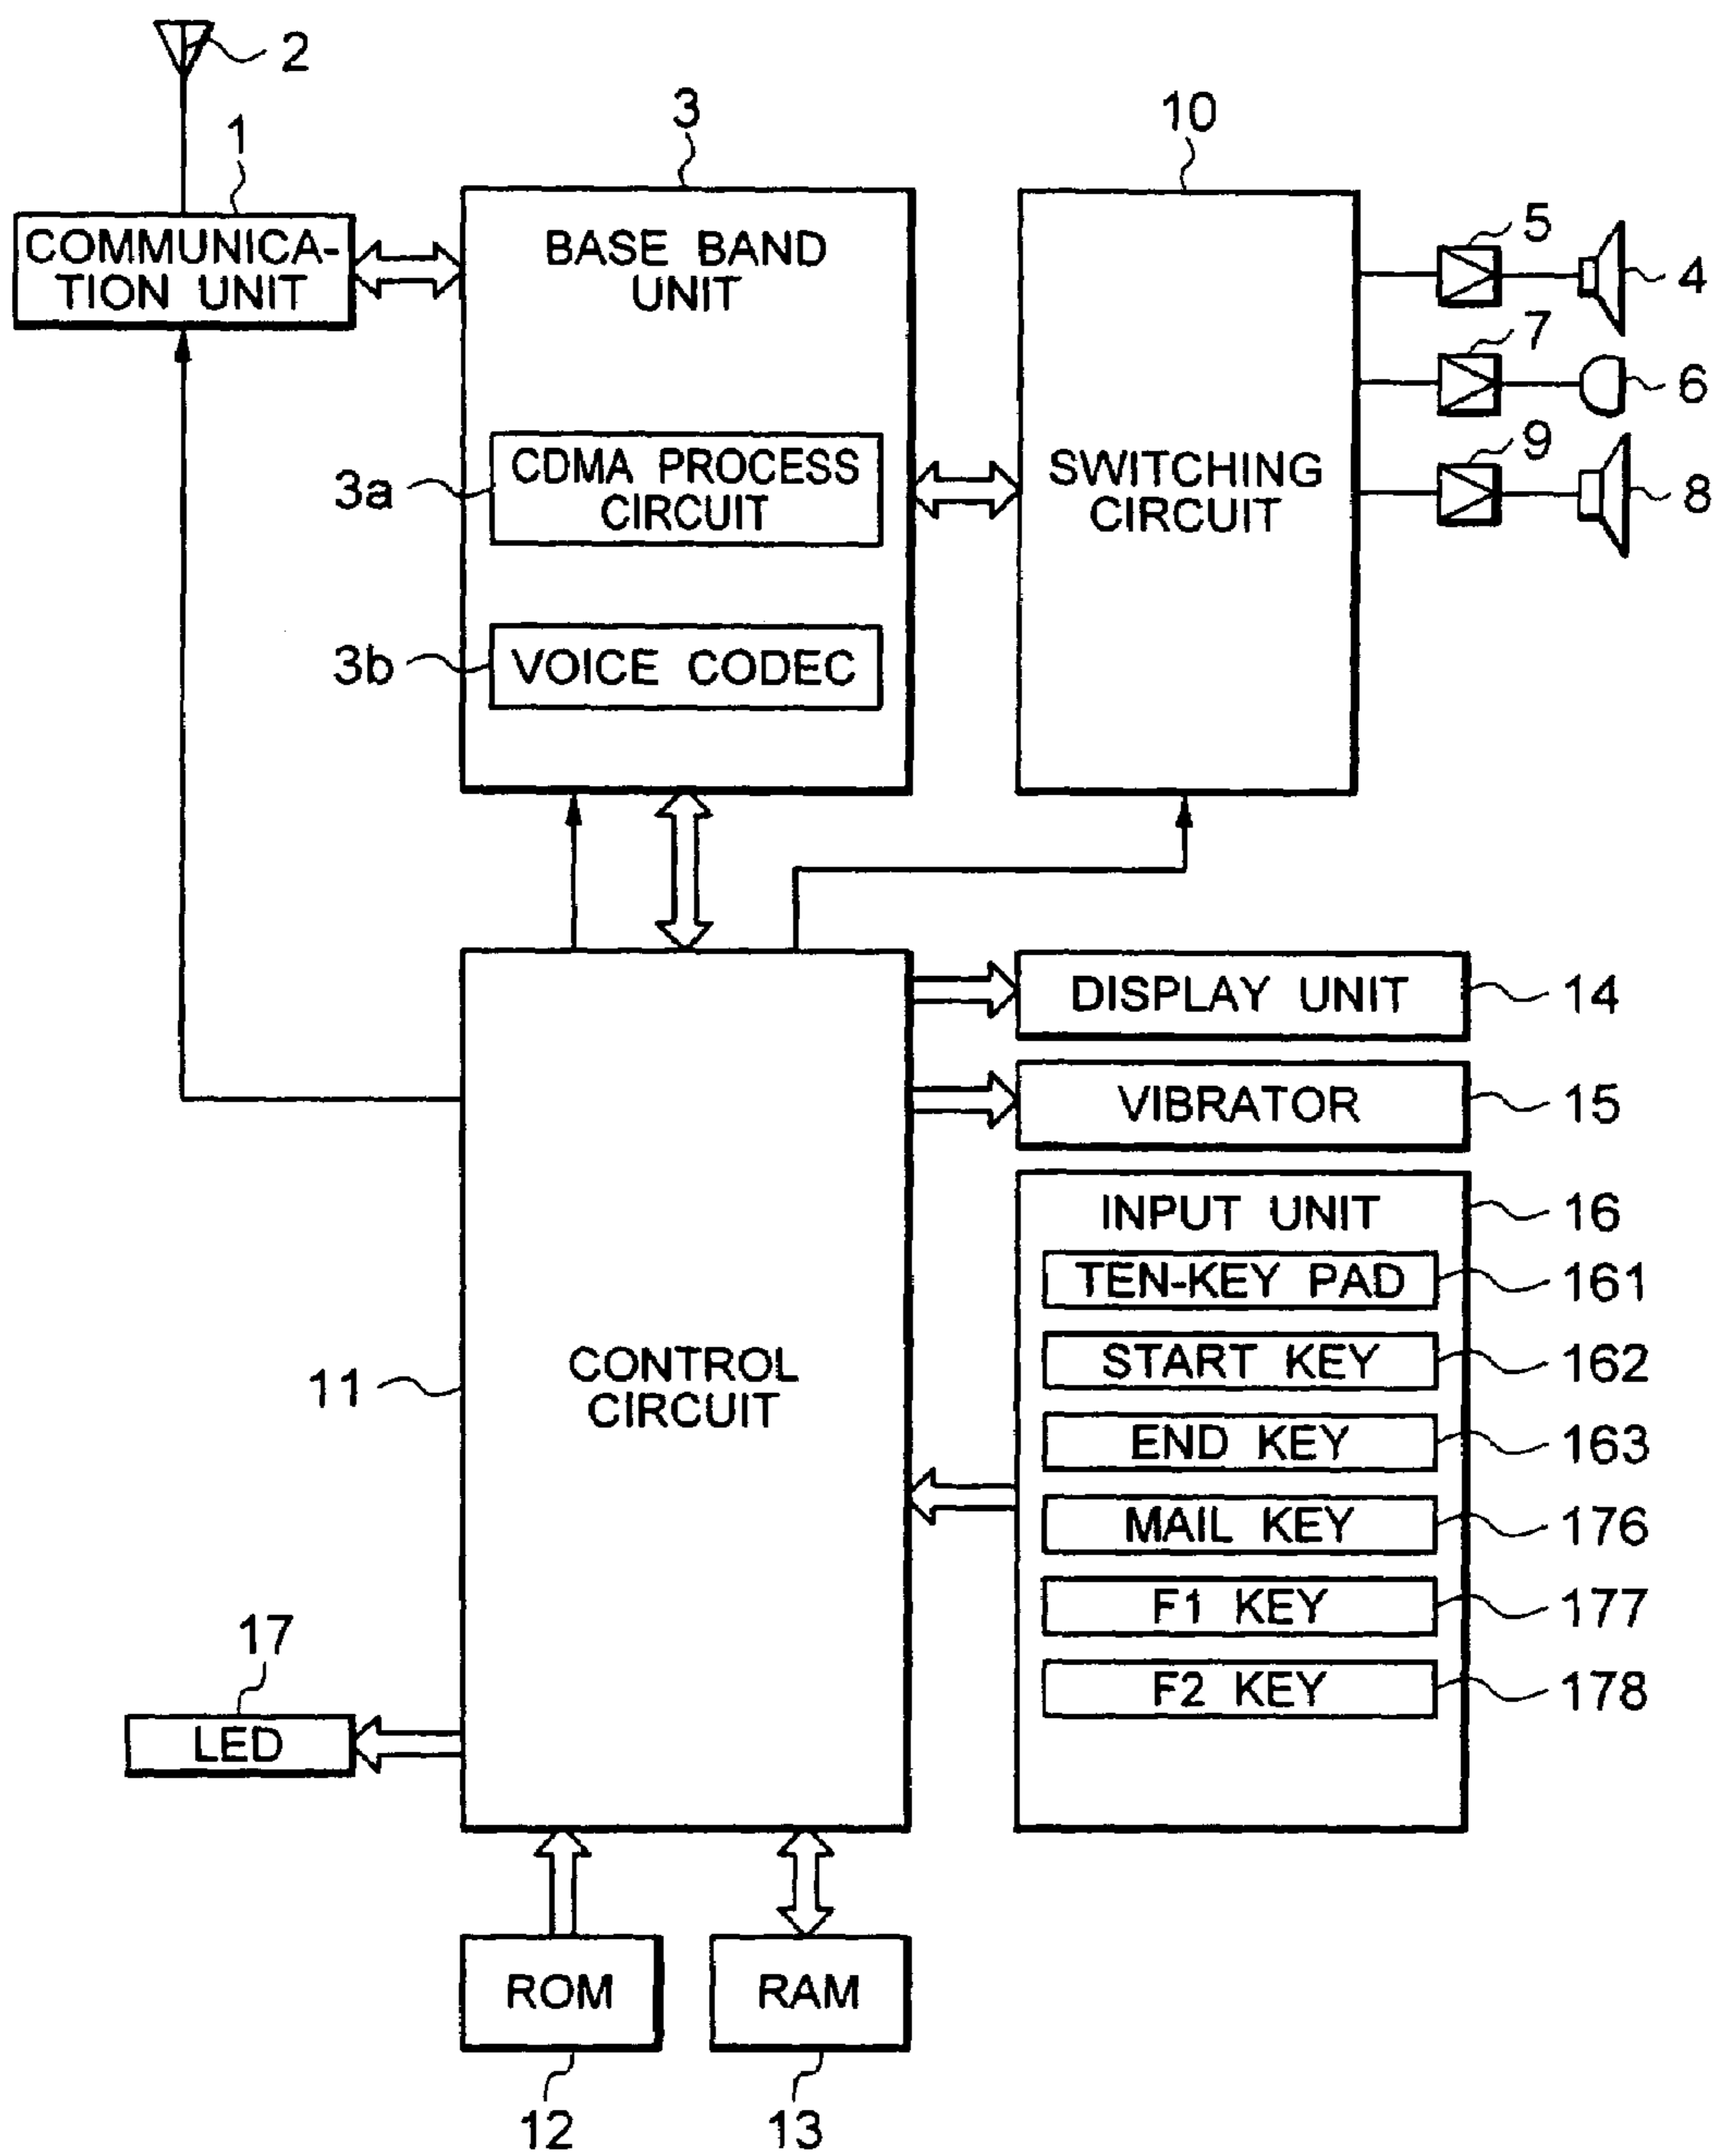 2
1
3
10
COMMUNICA-
TION UNIT
BASE BAND
UNIT
5
4
7
6
9
8
3a
CDMA PROCESS
CIRCUIT
SWITCHING
CIRCUIT
3b
VOICE CODEC
DISPLAY UNIT
14
VIBRATOR
15
INPUT UNIT
16
TEN-KEY PAD
161
START KEY
162
11
CONTROL
CIRCUIT
END KEY
163
MAIL KEY
176
F1 KEY
177
F2 KEY
178
17
LED
ROM
RAM
12
13